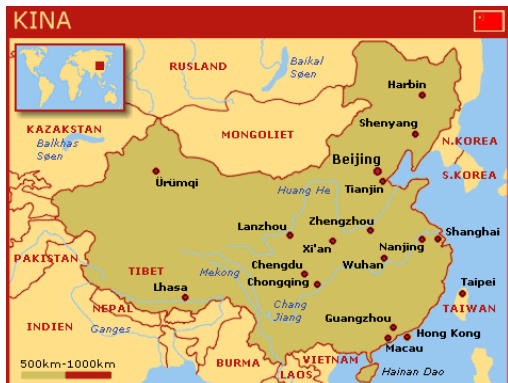 KINA
RUSLAND
Baikal
Søen
Harbin
KAZAKSTAN
Balkhas
Søen
MONGOLIET
Shenyang
N.KOREA
Beijing
S.KOREA
Ürümqi
Huang He
Tianjin
Lanzhou
Zhengzhou
Shanghai
Xi'an
Nanjing
PAKISTAN
TIBET
Mekong
Chengdu
Wuhan
Lhasa
Chongqing
Taipei
NEPAL
Chang
Jiang
TAIWAN
INDIEN
Ganges
Guangzhou
Hong Kong
Macau
500km-1000km
BURMA
VIETNAM
LAOS
Hainan Dao